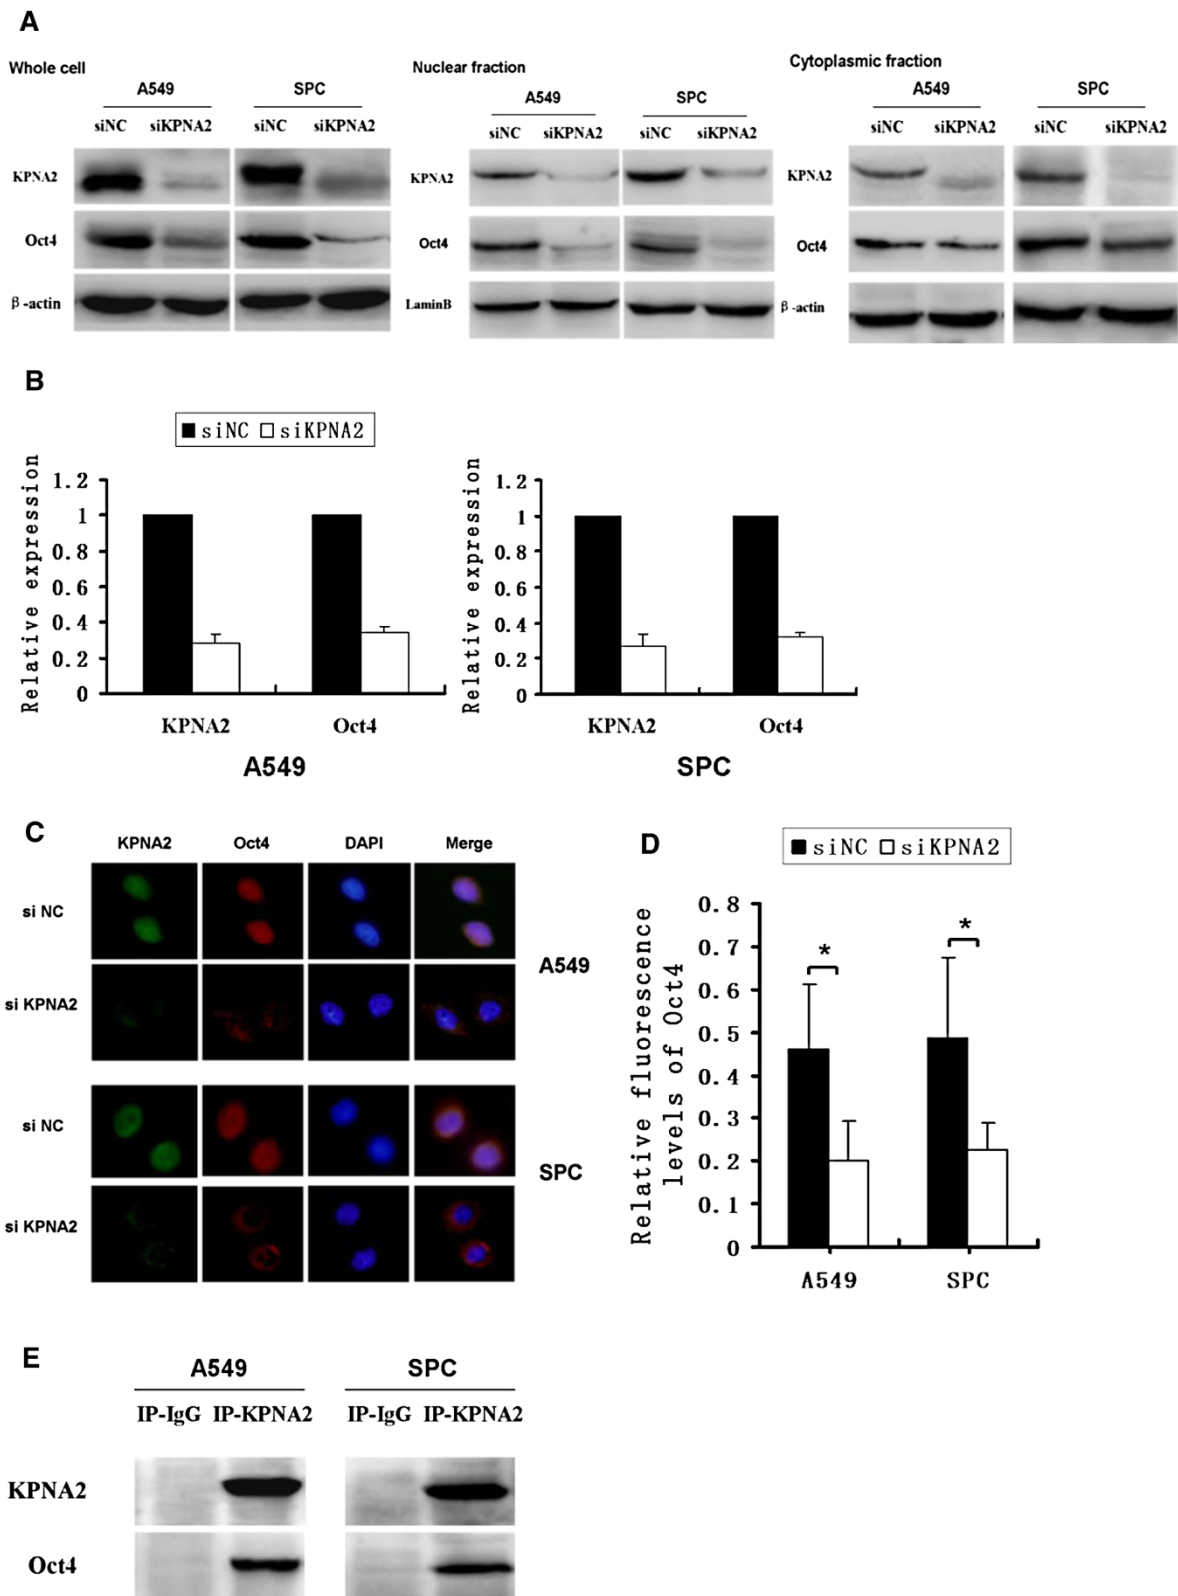 A
Whole cell
A549 SPC
siNC siKPNA2 siNC siKPNA2
KPNA2
Oct4
β-actin
Nuclear fraction
A549 SPC
siNC siKPNA2 siNC siKPNA2
KPNA2
Oct4
LaminB
Cytoplasmic fraction
A549 SPC
siNC siKPNA2 siNC siKPNA2
KPNA2
Oct4
β-actin
B
siNC siKPNA2
Relative expression
1.2
1
0.8
0.6
0.4
0.2
0
KPNA2 Oct4
A549
Relative expression
1.2
1
0.8
0.6
0.4
0.2
0
KPNA2 Oct4
SPC
C
KPNA2 Oct4 DAPI Merge
si NC
si KPNA2
A549
si NC
si KPNA2
SPC
D
siNC siKPNA2
Relative fluorescence
levels of Oct4
0.8
0.7
0.6
0.5
0.4
0.3
0.2
0.1
0
* *
A549 SPC
E
A549 SPC
IP-IgG IP-KPNA2 IP-IgG IP-KPNA2
KPNA2
Oct4